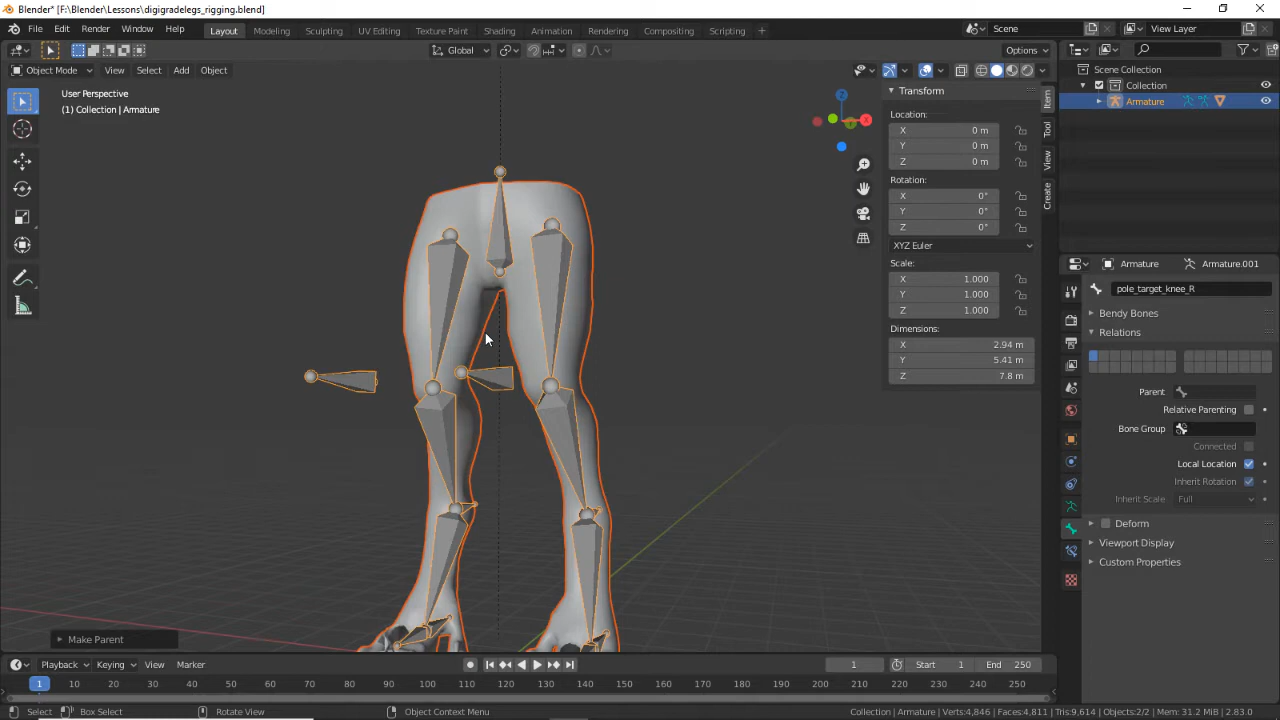 Blender* [F:\Blender\Lessons\digigradelegs_rigging.blend]
File Edit Render Window Help Layout Modeling Sculpting UV Editing Texture Paint Shading Animation Rendering Compositing Scripting + Scene View Layer
Global Options
Object Mode View Select Add Object
User Perspective
(1) Collection | Armature
Z
X
Y
Transform
Location:
X 0 m
Y 0 m
Z 0 m
Rotation:
X 0°
Y 0°
Z 0°
XYZ Euler
Scale:
X 1.000
Y 1.000
Z 1.000
Dimensions:
X 2.94 m
Y 5.41 m
Z 7.8 m
Item
Tool
View
Create
Scene Collection
Collection
Armature
Armature Armature.001
pole_target_knee_R
Bendy Bones
Relations
Parent
Relative Parenting
Bone Group
Connected
Local Location
Inherit Rotation
Inherit Scale Full
Deform
Viewport Display
Custom Properties
Make Parent
Playback Keying View Marker 1 Start 1 End 250
1 10 20 30 40 50 60 70 80 90 100 110 120 130 140 150 160 170 180 190 200 210 220 230 240 250
Select Box Select Rotate View Object Context Menu Collection | Armature | Verts:4,846 | Faces:4,811 | Tris:9,614 | Objects:2/2 | Mem: 31.2 MiB | 2.83.0